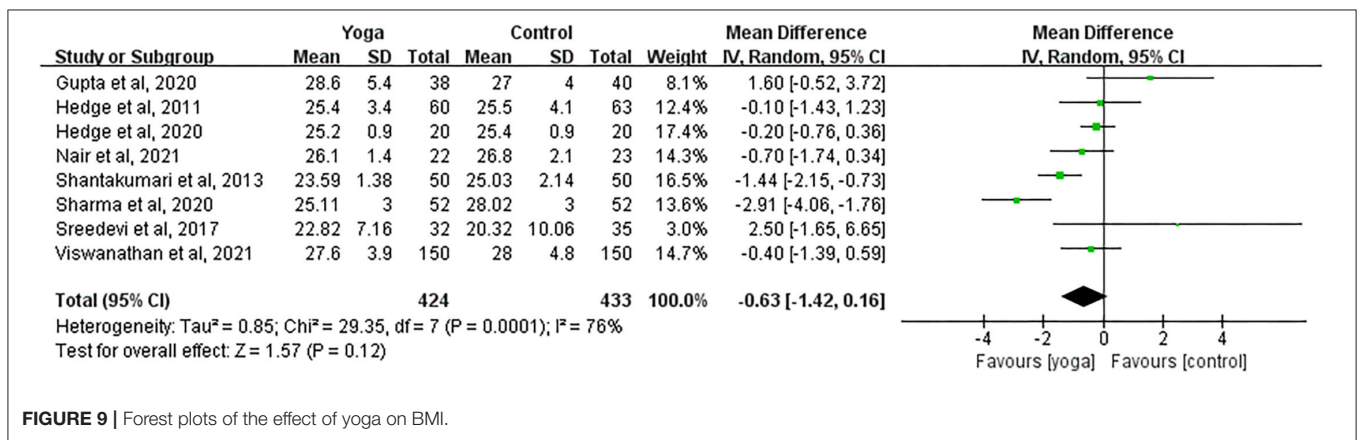 Yoga Control Mean Difference Mean Difference
Study or Subgroup Mean SD Total Mean SD Total Weight IV, Random, 95% CI IV, Random, 95% CI
Gupta et al, 2020 28.6 5.4 38 27 4 40 8.1% 1.60 [-0.52, 3.72]
Hedge et al, 2011 25.4 3.4 60 25.5 4.1 63 12.4% -0.10 [-1.43, 1.23]
Hedge et al, 2020 25.2 0.9 20 25.4 0.9 20 17.4% -0.20 [-0.76, 0.36]
Nair et al, 2021 26.1 1.4 22 26.8 2.1 23 14.3% -0.70 [-1.74, 0.34]
Shantakumari et al, 2013 23.59 1.38 50 25.03 2.14 50 16.5% -1.44 [-2.15, -0.73]
Sharma et al, 2020 25.11 3 52 28.02 3 52 13.6% -2.91 [-4.06, -1.76]
Sreedevi et al, 2017 22.82 7.16 32 20.32 10.06 35 3.0% 2.50 [-1.65, 6.65]
Viswanathan et al, 2021 27.6 3.9 150 28 4.8 150 14.7% -0.40 [-1.39, 0.59]
Total (95% CI) 424 433 100.0% -0.63 [-1.42, 0.16]
Heterogeneity: Tau² = 0.85; Chi² = 29.35, df = 7 (P = 0.0001); I² = 76%
Test for overall effect: Z = 1.57 (P = 0.12)
-4 -2 0 2 4
Favours [yoga] Favours [control]
FIGURE 9 | Forest plots of the effect of yoga on BMI.